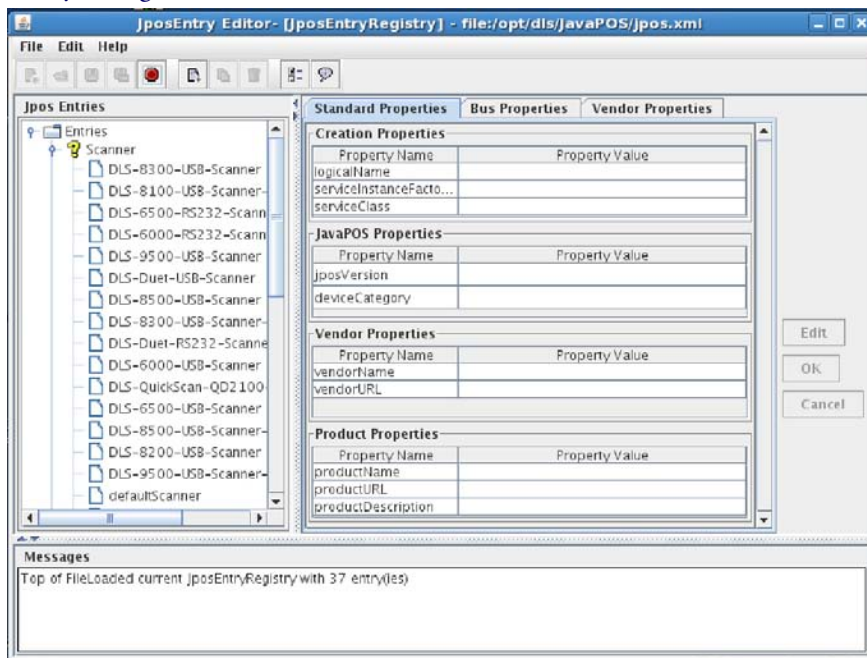 JposEntry Editor- [JposEntryRegistry] - file:/opt/dls/JavaPOS/jpos.xml
File Edit Help
Jpos Entries
Entries
Scanner
DLS-8300-USB-Scanner
DLS-8100-USB-Scanner-
DLS-6500-RS232-Scann
DLS-6000-RS232-Scann
DLS-9500-USB-Scanner
DLS-Duet-USB-Scanner
DLS-8500-USB-Scanner
DLS-8300-USB-Scanner-
DLS-Duet-RS232-Scanne
DLS-6000-USB-Scanner
DLS-QuickScan-QD2100-
DLS-6500-USB-Scanner
DLS-8500-USB-Scanner-
DLS-8200-USB-Scanner
DLS-9500-USB-Scanner-
defaultScanner
Standard Properties Bus Properties Vendor Properties
Creation Properties
Property Name Property Value
logicalName
serviceInstanceFacto...
serviceClass
JavaPOS Properties
Property Name Property Value
jposVersion
deviceCategory
Vendor Properties
Property Name Property Value
vendorName
vendorURL
Product Properties
Property Name Property Value
productName
productURL
productDescription
Edit
OK
Cancel
Messages
Top of FileLoaded current JposEntryRegistry with 37 entry(ies)